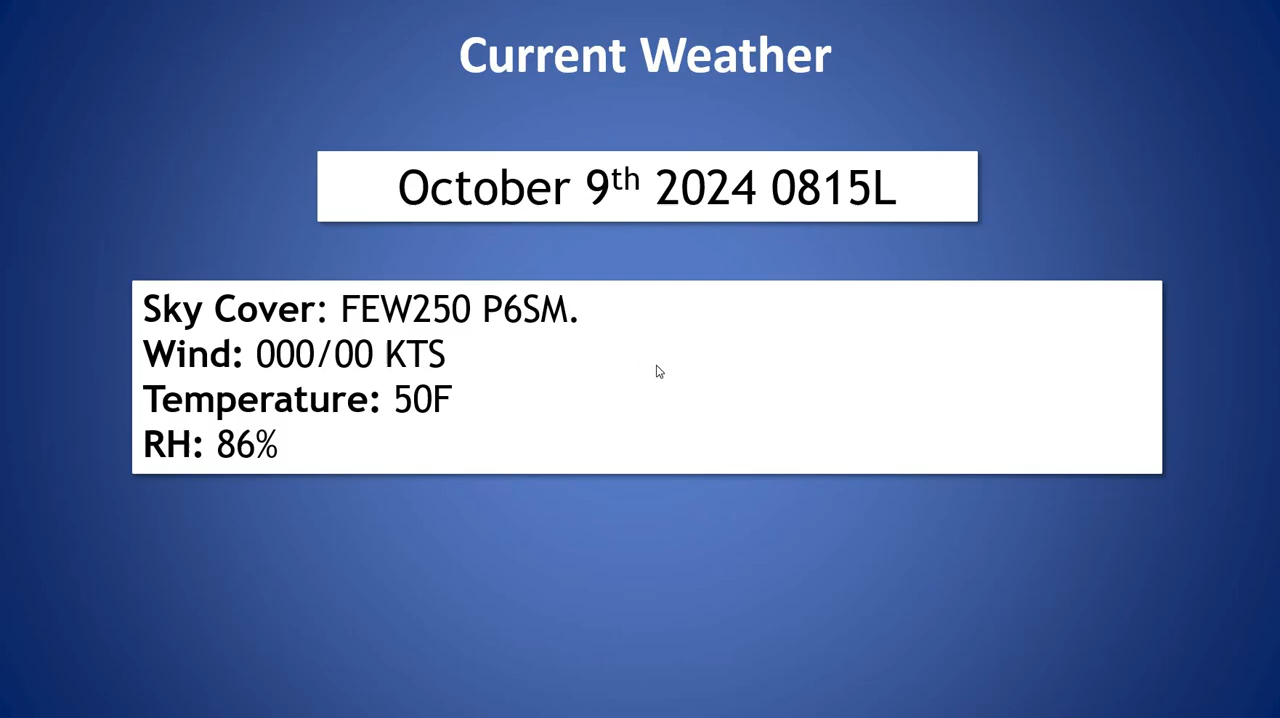 Current Weather
October 9th 2024 0815L
Sky Cover: FEW250 P6SM.
Wind: 000/00 KTS
Temperature: 50F
RH: 86%